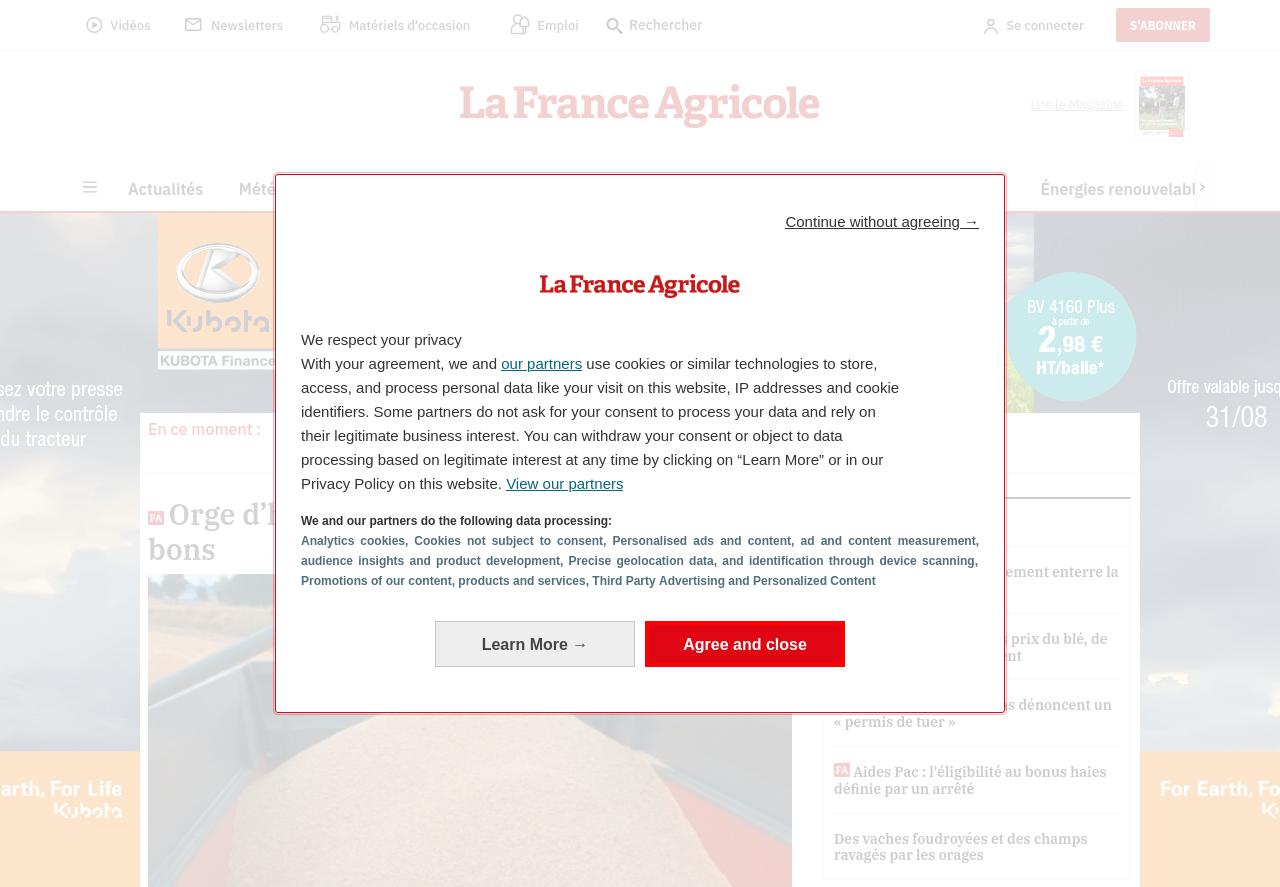 Vidéos Newsletters Matériels d'occasion Emploi Rechercher Se connecter S'ABONNER
La France Agricole
Lire le Magazine
Actualités Mété Énergies renouvelabl
Continue without agreeing →
La France Agricole
We respect your privacy
With your agreement, we and our partners use cookies or similar technologies to store,
access, and process personal data like your visit on this website, IP addresses and cookie
identifiers. Some partners do not ask for your consent to process your data and rely on
their legitimate business interest. You can withdraw your consent or object to data
processing based on legitimate interest at any time by clicking on “Learn More” or in our
Privacy Policy on this website. View our partners
We and our partners do the following data processing:
Analytics cookies, Cookies not subject to consent, Personalised ads and content, ad and content measurement,
audience insights and product development, Precise geolocation data, and identification through device scanning,
Promotions of our content, products and services, Third Party Advertising and Personalized Content
Learn More →
Agree and close
Kubota
KUBOTA Finance
BV 4160 Plus
à partir de
2,98 €
HT/balle*
sez votre presse
ndre le contrôle
du tracteur
Offre valable jusq
31/08
En ce moment :
FA Orge d’h
bons
ement enterre la
s prix du blé, de
nt
s dénoncent un
« permis de tuer »
FA Aides Pac : l'éligibilité au bonus haies
définie par un arrêté
Des vaches foudroyées et des champs
ravagés par les orages
arth, For Life
Kubota
For Earth, Fo
Ku